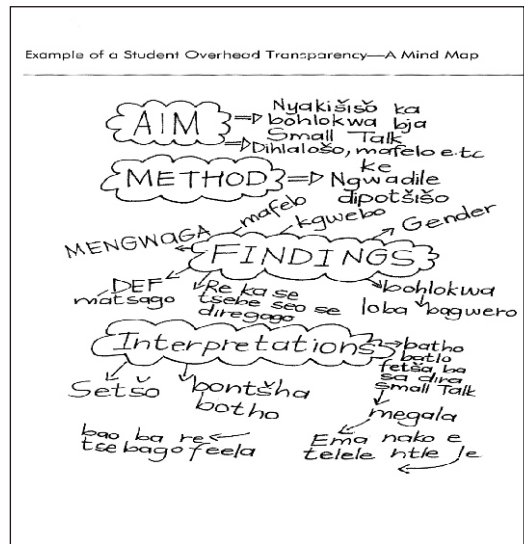 Example of a Student Overhead Transparency—A Mind Map
AIM
Nyakišišo ka
bohlokwa bja
Small Talk
Dihlalošo, mafelo e.t.c
METHOD
ke
Ngwadile
dipotšišo
MENGWAGA
mafelo
kgwebo
Gender
FINDINGS
DEF
matsago
Re ka se
tsebe seo se
diregago
bohlokwa
loba bagwero
Interpretations
batho
batlo
fetša ba
sa dira
Small Talk
Setšo
bontšha
botho
megala
bao ba re
tsebago feela
Ema nako e
telele ntle le